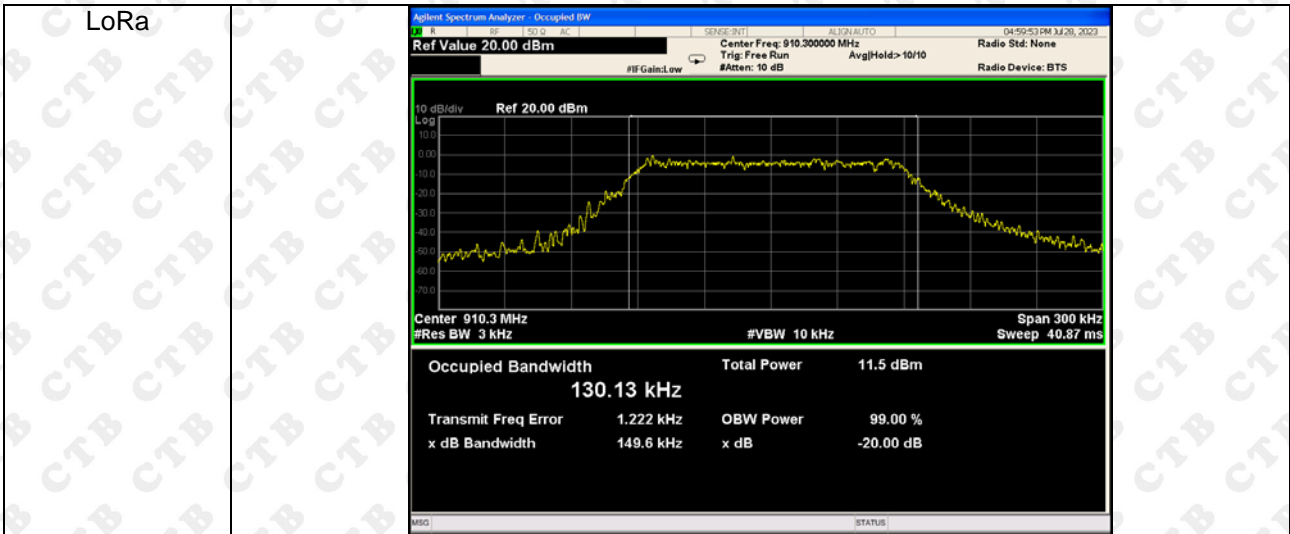 LoRa
Agilent Spectrum Analyzer - Occupied BW
R RF 50 Ω AC SENSE:INT ALIGNAUTO 04:59:53 PM Jul 28, 2023
Ref Value 20.00 dBm Center Freq: 910.300000 MHz Radio Std: None
Trig: Free Run Avg|Hold:>10/10
#IFGain:Low #Atten: 10 dB Radio Device: BTS
10 dB/div Ref 20.00 dBm
Log
10.0
0.00
-10.0
-20.0
-30.0
-40.0
-50.0
-60.0
-70.0
Center 910.3 MHz Span 300 kHz
#Res BW 3 kHz #VBW 10 kHz Sweep 40.87 ms
Occupied Bandwidth Total Power 11.5 dBm
130.13 kHz
Transmit Freq Error 1.222 kHz OBW Power 99.00 %
x dB Bandwidth 149.6 kHz x dB -20.00 dB
MSG STATUS
CTB